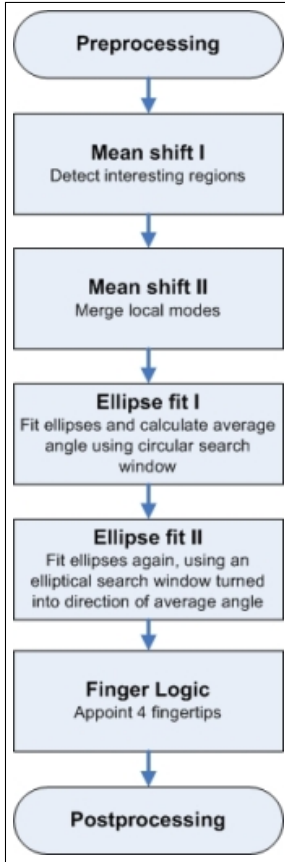 Preprocessing
Mean shift I
Detect interesting regions
Mean shift II
Merge local modes
Ellipse fit I
Fit ellipses and calculate average
angle using circular search
window
Ellipse fit II
Fit ellipses again, using an
elliptical search window turned
into direction of average angle
Finger Logic
Appoint 4 fingertips
Postprocessing